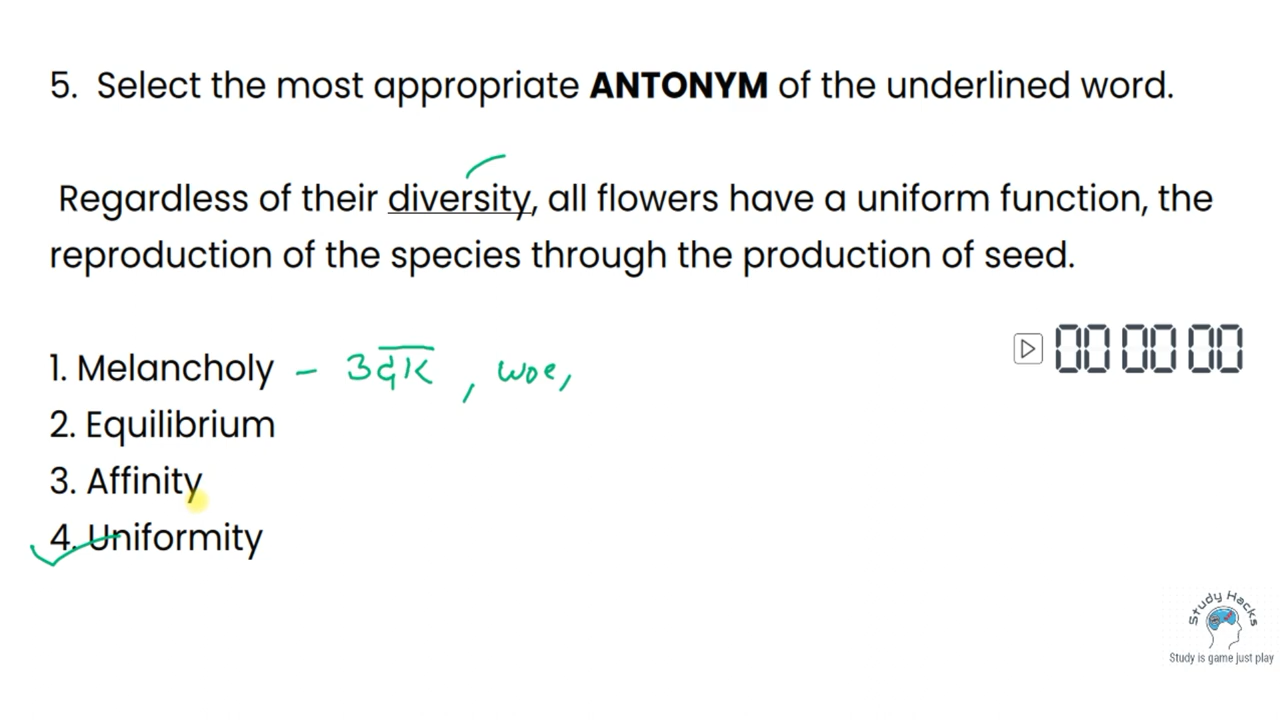 5. Select the most appropriate ANTONYM of the underlined word.
Regardless of their diversity, all flowers have a uniform function, the
reproduction of the species through the production of seed.
1. Melancholy – उदास, woe,
2. Equilibrium
3. Affinity
4. Uniformity
00 00 00
Study Hacks
Study is game just play